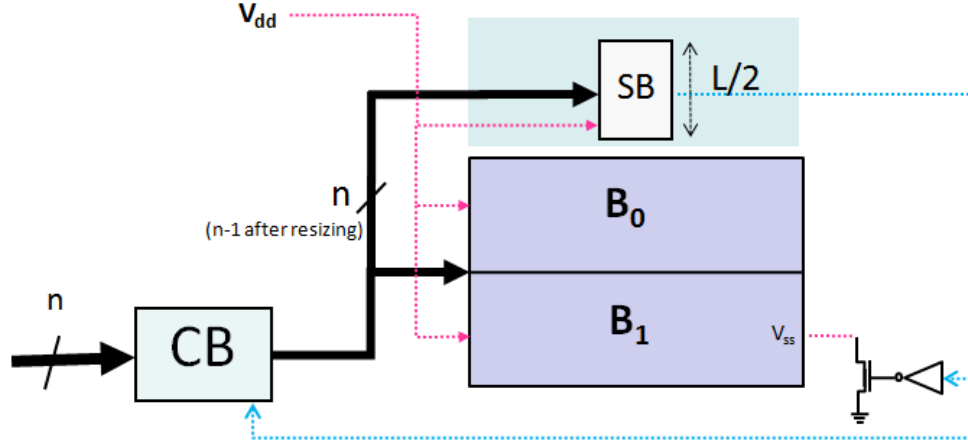 Vdd
SB
L/2
n
(n-1 after resizing)
B0
n
CB
B1
Vss